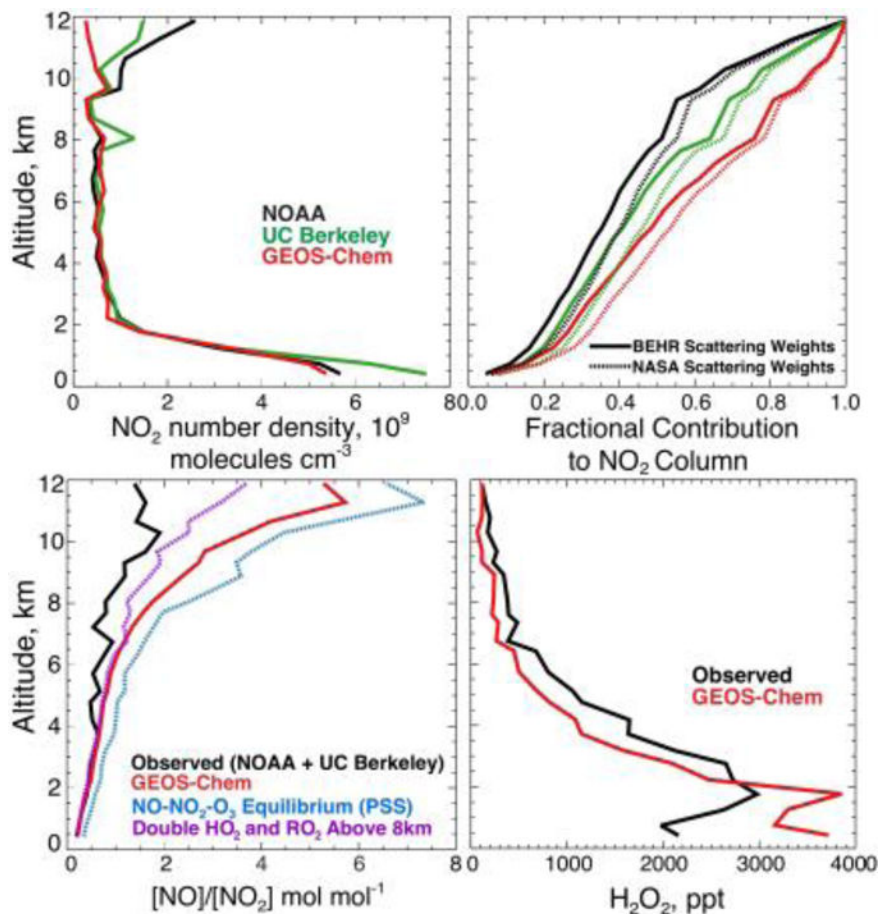 12
10
8
6
4
2
0
Altitude, km
NOAA
UC Berkeley
GEOS-Chem
0 2 4 6 8
NO₂ number density, 10⁹
molecules cm⁻³
BEHR Scattering Weights
NASA Scattering Weights
0.0 0.2 0.4 0.6 0.8 1.0
Fractional Contribution
to NO₂ Column
12
10
8
6
4
2
0
Altitude, km
Observed (NOAA + UC Berkeley)
GEOS-Chem
NO-NO₂-O₃ Equilibrium (PSS)
Double HO₂ and RO₂ Above 8km
0 2 4 6 8
[NO]/[NO₂] mol mol⁻¹
Observed
GEOS-Chem
0 1000 2000 3000 4000
H₂O₂, ppt